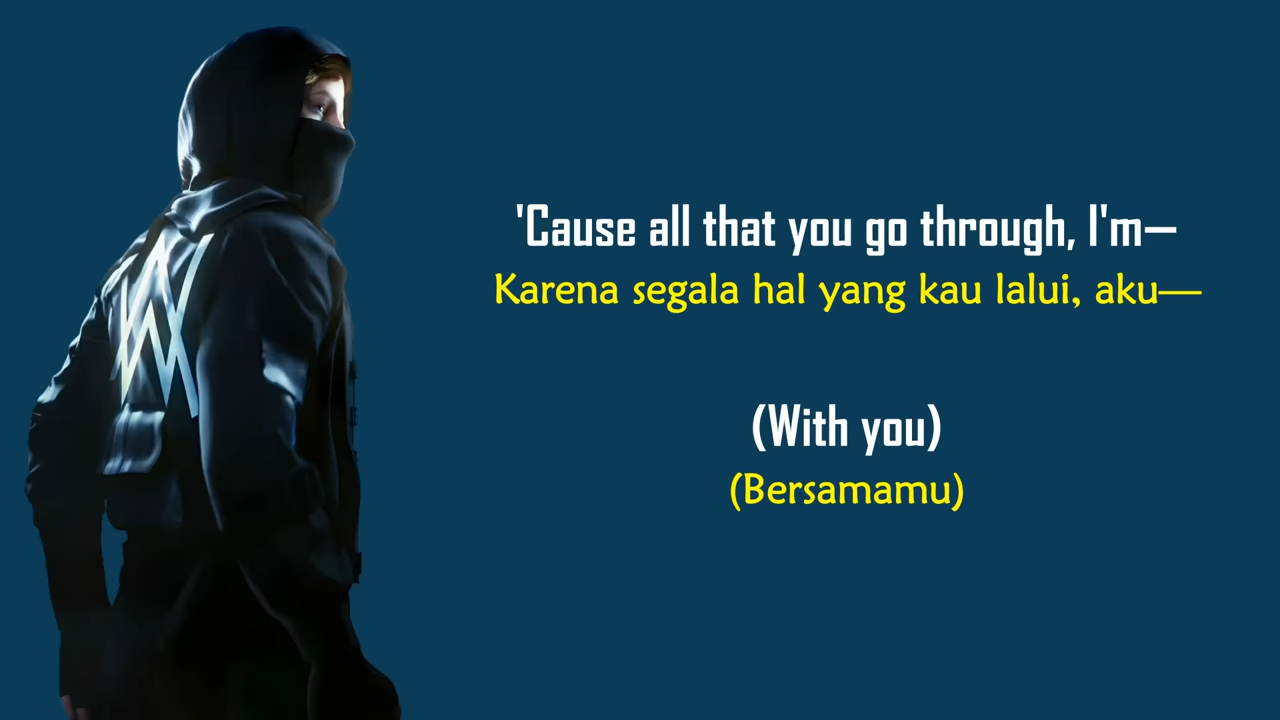 'Cause all that you go through, I'm—
Karena segala hal yang kau lalui, aku—
(With you)
(Bersamamu)